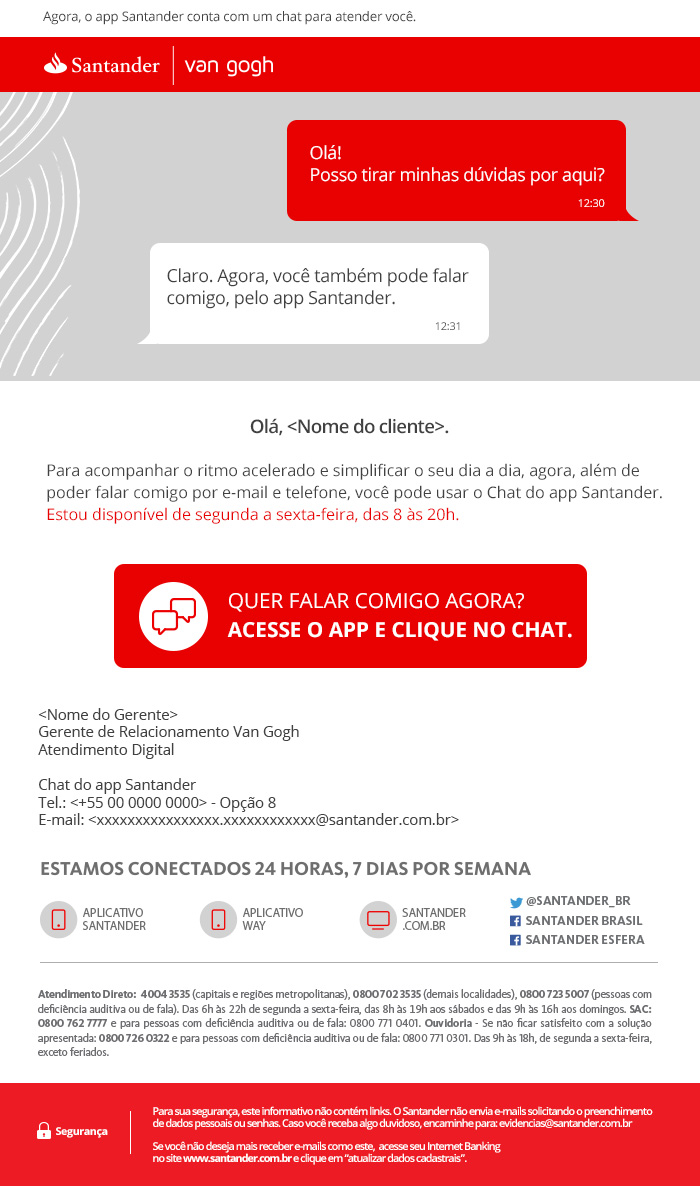 Agora, o app Santander conta com um chat para atender você.
Santander | van gogh
Olá!
Posso tirar minhas dúvidas por aqui?
12:30
Claro. Agora, você também pode falar
comigo, pelo app Santander.
12:31
Olá, <Nome do cliente>.
Para acompanhar o ritmo acelerado e simplificar o seu dia a dia, agora, além de
poder falar comigo por e-mail e telefone, você pode usar o Chat do app Santander.
Estou disponível de segunda a sexta-feira, das 8 às 20h.
QUER FALAR COMIGO AGORA?
ACESSE O APP E CLIQUE NO CHAT.
<Nome do Gerente>
Gerente de Relacionamento Van Gogh
Atendimento Digital
Chat do app Santander
Tel.: <+55 00 0000 0000> - Opção 8
E-mail: <xxxxxxxxxxxxxxxx.xxxxxxxxxxxx@santander.com.br>
ESTAMOS CONECTADOS 24 HORAS, 7 DIAS POR SEMANA
APLICATIVO
SANTANDER
APLICATIVO
WAY
SANTANDER
.COM.BR
@SANTANDER_BR
SANTANDER BRASIL
SANTANDER ESFERA
Atendimento Direto: 4004 3535 (capitais e regiões metropolitanas), 0800 702 3535 (demais localidades), 0800 723 5007 (pessoas com
deficiência auditiva ou de fala). Das 6h às 22h de segunda a sexta-feira, das 8h às 19h aos sábados e das 9h às 16h aos domingos. SAC:
0800 762 7777 e para pessoas com deficiência auditiva ou de fala: 0800 771 0401. Ouvidoria - Se não ficar satisfeito com a solução
apresentada: 0800 726 0322 e para pessoas com deficiência auditiva ou de fala: 0800 771 0301. Das 9h às 18h, de segunda a sexta-feira,
exceto feriados.
Segurança
Para sua segurança, este informativo não contém links. O Santander não envia e-mails solicitando o preenchimento
de dados pessoais ou senhas. Caso você receba algo duvidoso, encaminhe para: evidencias@santander.com.br
Se você não deseja mais receber e-mails como este, acesse seu Internet Banking
no site www.santander.com.br e clique em “atualizar dados cadastrais”.